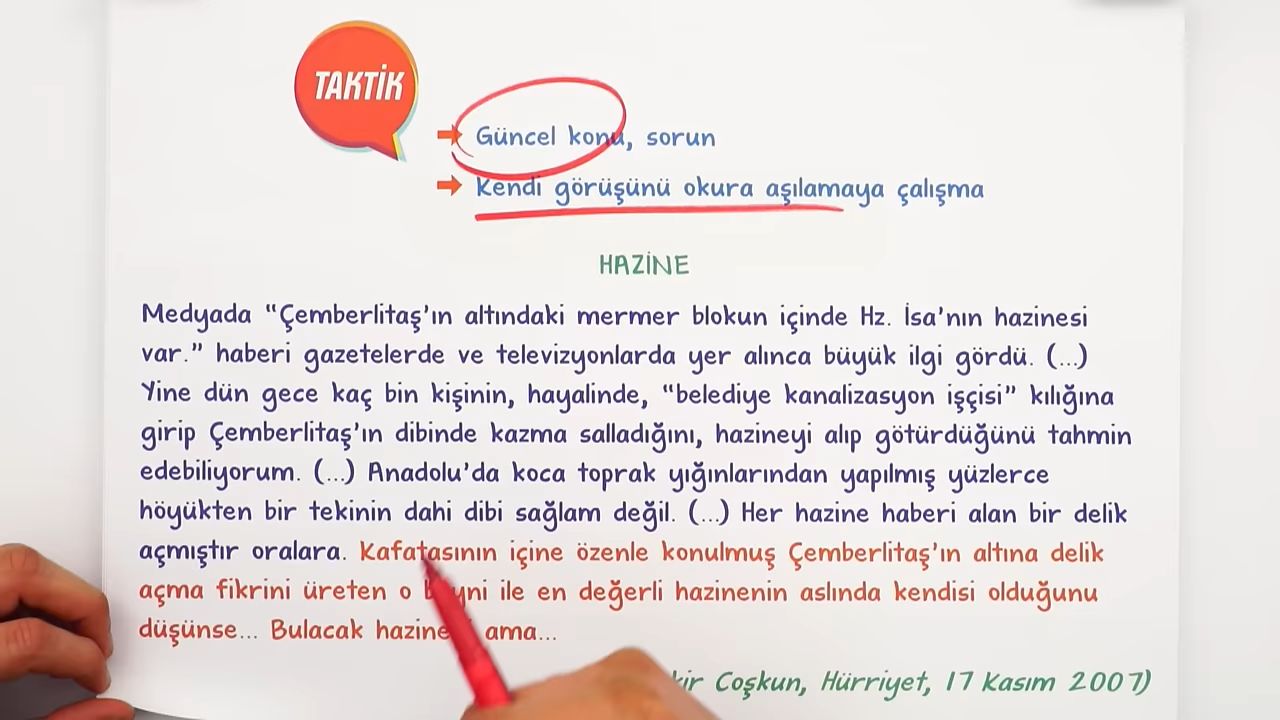 TAKTİK
Güncel konu, sorun
Kendi görüşünü okura aşılamaya çalışma
HAZİNE
Medyada “Çemberlitaş’ın altındaki mermer blokun içinde Hz. İsa’nın hazinesi
var.” haberi gazetelerde ve televizyonlarda yer alınca büyük ilgi gördü. (...)
Yine dün gece kaç bin kişinin, hayalinde, “belediye kanalizasyon işçisi” kılığına
girip Çemberlitaş’ın dibinde kazma salladığını, hazineyi alıp götürdüğünü tahmin
edebiliyorum. (...) Anadolu’da koca toprak yığınlarından yapılmış yüzlerce
höyükten bir tekinin dahi dibi sağlam değil. (...) Her hazine haberi alan bir delik
açmıştır oralara. Kafatasının içine özenle konulmuş Çemberlitaş’ın altına delik
açma fikrini üreten o ile en değerli hazinenin aslında kendisi olduğunu
düşünse... Bulacak ama...
Coşkun, Hürriyet, 17 Kasım 2007)